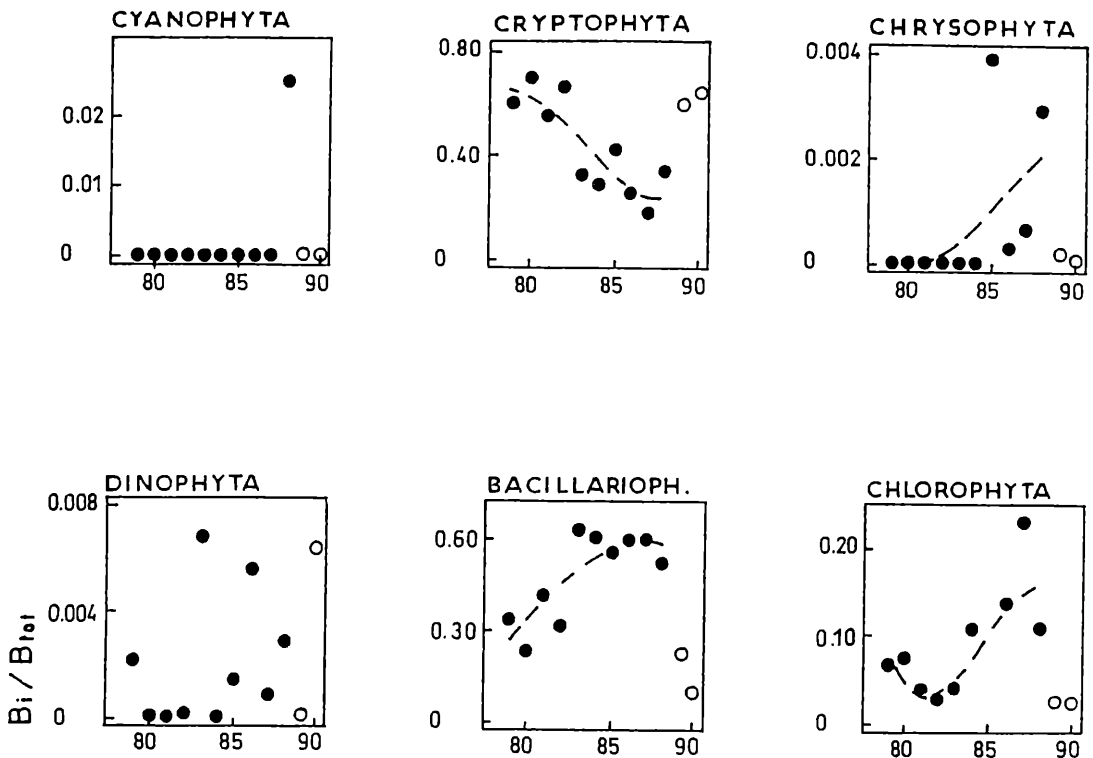 CYANOPHYTA
0.02
0.01
0
80 85 90
CRYPTOPHYTA
0.80
0.40
0
80 85 90
CHRYSOPHYTA
0.004
0.002
0
80 85 90
DINOPHYTA
0.008
0.004
0
80 85 90
Bi / Btot
BACILLARIOPH.
0.60
0.30
0
80 85 90
CHLOROPHYTA
0.20
0.10
0
80 85 90